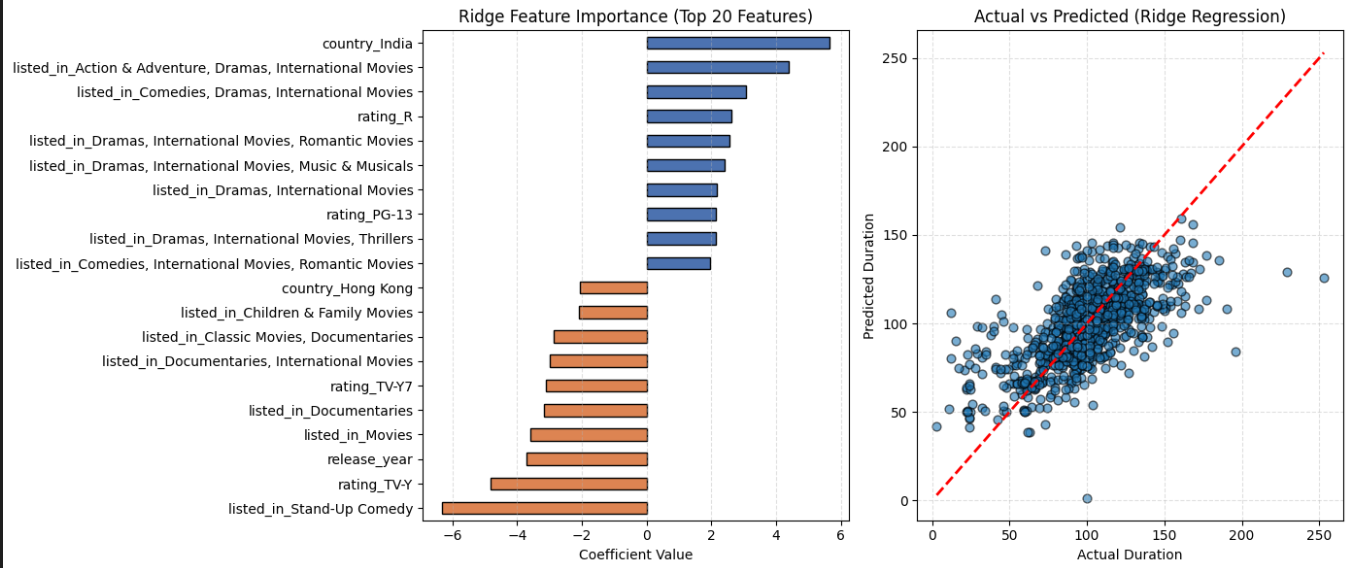 Ridge Feature Importance (Top 20 Features)
country_India
listed_in_Action & Adventure, Dramas, International Movies
listed_in_Comedies, Dramas, International Movies
rating_R
listed_in_Dramas, International Movies, Romantic Movies
listed_in_Dramas, International Movies, Music & Musicals
listed_in_Dramas, International Movies
rating_PG-13
listed_in_Dramas, International Movies, Thrillers
listed_in_Comedies, International Movies, Romantic Movies
country_Hong Kong
listed_in_Children & Family Movies
listed_in_Classic Movies, Documentaries
listed_in_Documentaries, International Movies
rating_TV-Y7
listed_in_Documentaries
listed_in_Movies
release_year
rating_TV-Y
listed_in_Stand-Up Comedy
−6 −4 −2 0 2 4 6
Coefficient Value
Actual vs Predicted (Ridge Regression)
Predicted Duration
250
200
150
100
50
0
0 50 100 150 200 250
Actual Duration